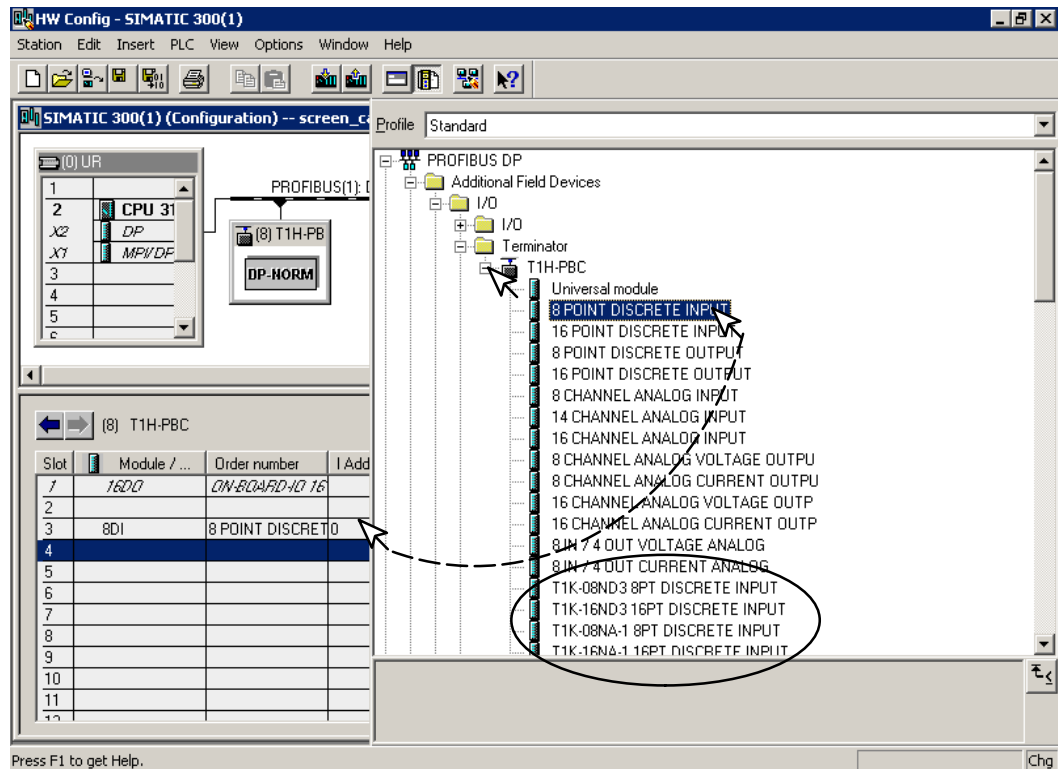 HW Config - SIMATIC 300(1)
Station Edit Insert PLC View Options Window Help
SIMATIC 300(1) (Configuration) -- screen_ca
(0) UR
1
2 CPU 31
X2 DP
X1 MPI/DP
3
4
5
PROFIBUS(1):
(8) T1H-PB
DP-NORM
(8) T1H-PBC
Slot Module / ... Order number I Add
1 16DO ON-BOARD-IO 16
2
3 8DI 8 POINT DISCRET 0
4
5
6
7
8
9
10
11
12
Profile Standard
PROFIBUS DP
Additional Field Devices
I/O
I/O
Terminator
T1H-PBC
Universal module
8 POINT DISCRETE INPUT
16 POINT DISCRETE INPUT
8 POINT DISCRETE OUTPUT
16 POINT DISCRETE OUTPUT
8 CHANNEL ANALOG INPUT
14 CHANNEL ANALOG INPUT
16 CHANNEL ANALOG INPUT
8 CHANNEL ANALOG VOLTAGE OUTPU
8 CHANNEL ANALOG CURRENT OUTPU
16 CHANNEL ANALOG VOLTAGE OUTP
16 CHANNEL ANALOG CURRENT OUTP
8 IN / 4 OUT VOLTAGE ANALOG
8 IN / 4 OUT CURRENT ANALOG
T1K-08ND3 8PT DISCRETE INPUT
T1K-16ND3 16PT DISCRETE INPUT
T1K-08NA-1 8PT DISCRETE INPUT
T1K-16NA-1 16PT DISCRETE INPUT
Press F1 to get Help.
Chg